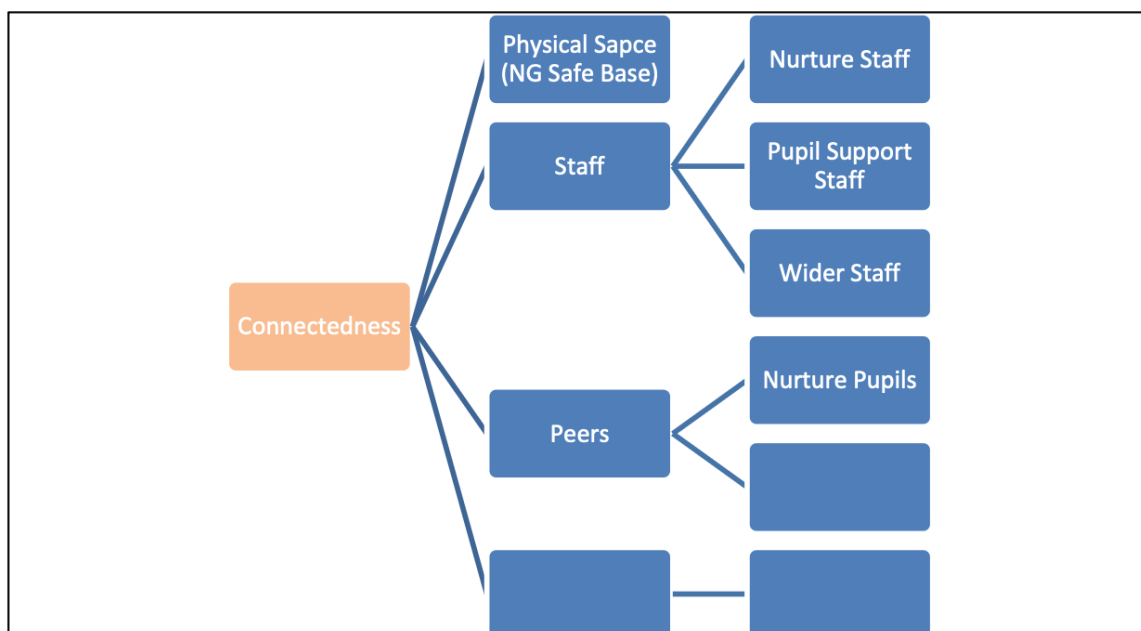 Physical Sapce
(NG Safe Base)
Nurture Staff
Staff
Pupil Support
Staff
Wider Staff
Connectedness
Nurture Pupils
Peers